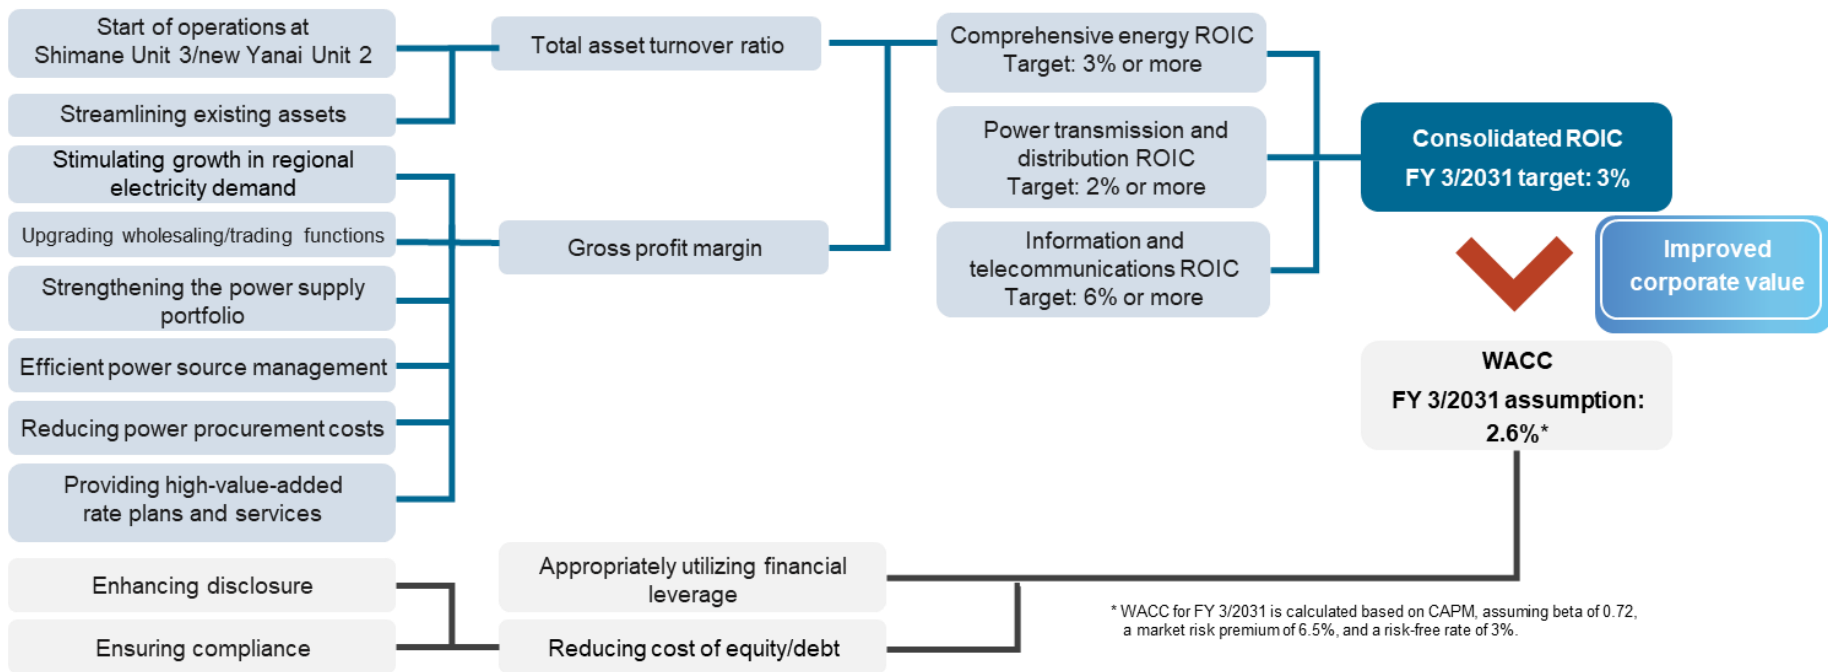 Start of operations at
Shimane Unit 3/new Yanai Unit 2
Streamlining existing assets
Stimulating growth in regional
electricity demand
Upgrading wholesaling/trading functions
Strengthening the power supply
portfolio
Efficient power source management
Reducing power procurement costs
Providing high-value-added
rate plans and services
Enhancing disclosure
Ensuring compliance
Total asset turnover ratio
Gross profit margin
Appropriately utilizing financial
leverage
Reducing cost of equity/debt
Comprehensive energy ROIC
Target: 3% or more
Power transmission and
distribution ROIC
Target: 2% or more
Information and
telecommunications ROIC
Target: 6% or more
Consolidated ROIC
FY 3/2031 target: 3%
Improved
corporate value
WACC
FY 3/2031 assumption:
2.6%*
* WACC for FY 3/2031 is calculated based on CAPM, assuming beta of 0.72,
a market risk premium of 6.5%, and a risk-free rate of 3%.